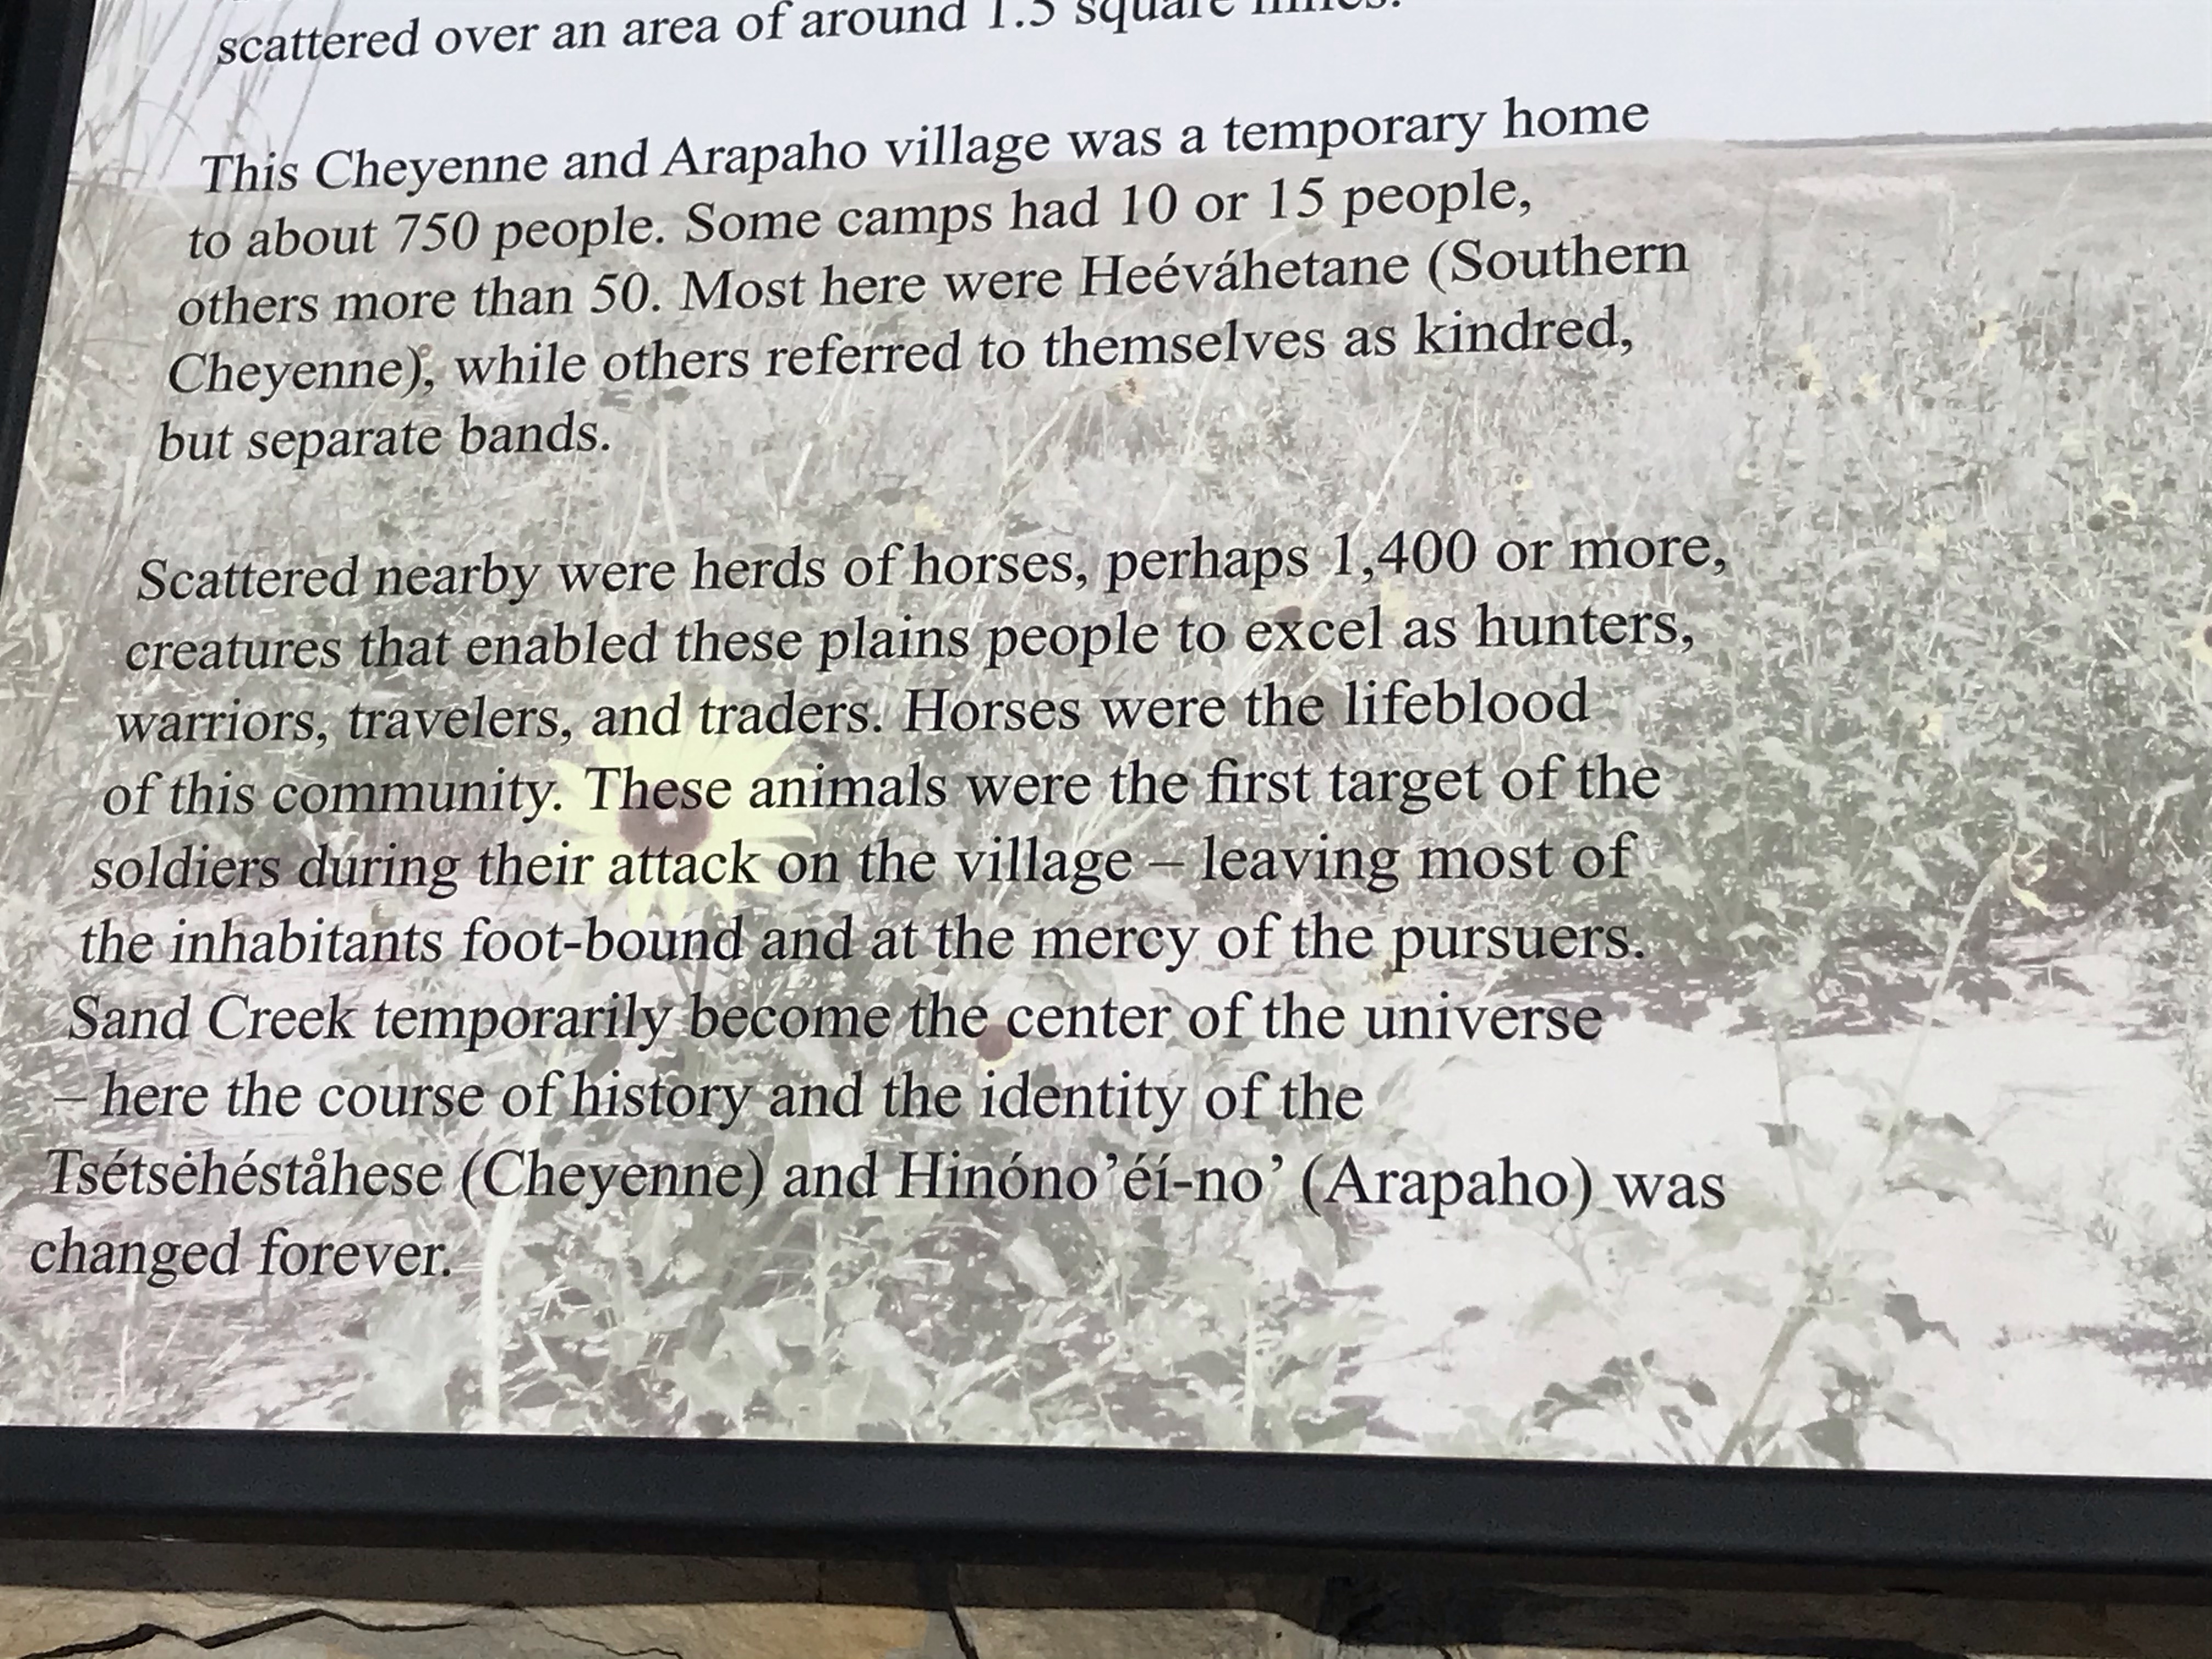 scattered over an area of around 1.5 square miles.
This Cheyenne and Arapaho village was a temporary home
to about 750 people. Some camps had 10 or 15 people,
others more than 50. Most here were Heévâhetane (Southern
Cheyenne), while others referred to themselves as kindred,
but separate bands.
Scattered nearby were herds of horses, perhaps 1,400 or more,
creatures that enabled these plains people to excel as hunters,
warriors, travelers, and traders. Horses were the lifeblood
of this community. These animals were the first target of the
soldiers during their attack on the village – leaving most of
the inhabitants foot-bound and at the mercy of the pursuers.
Sand Creek temporarily become the center of the universe
– here the course of history and the identity of the
Tsétsėhéståhese (Cheyenne) and Hinóno’éí-no’ (Arapaho) was
changed forever.